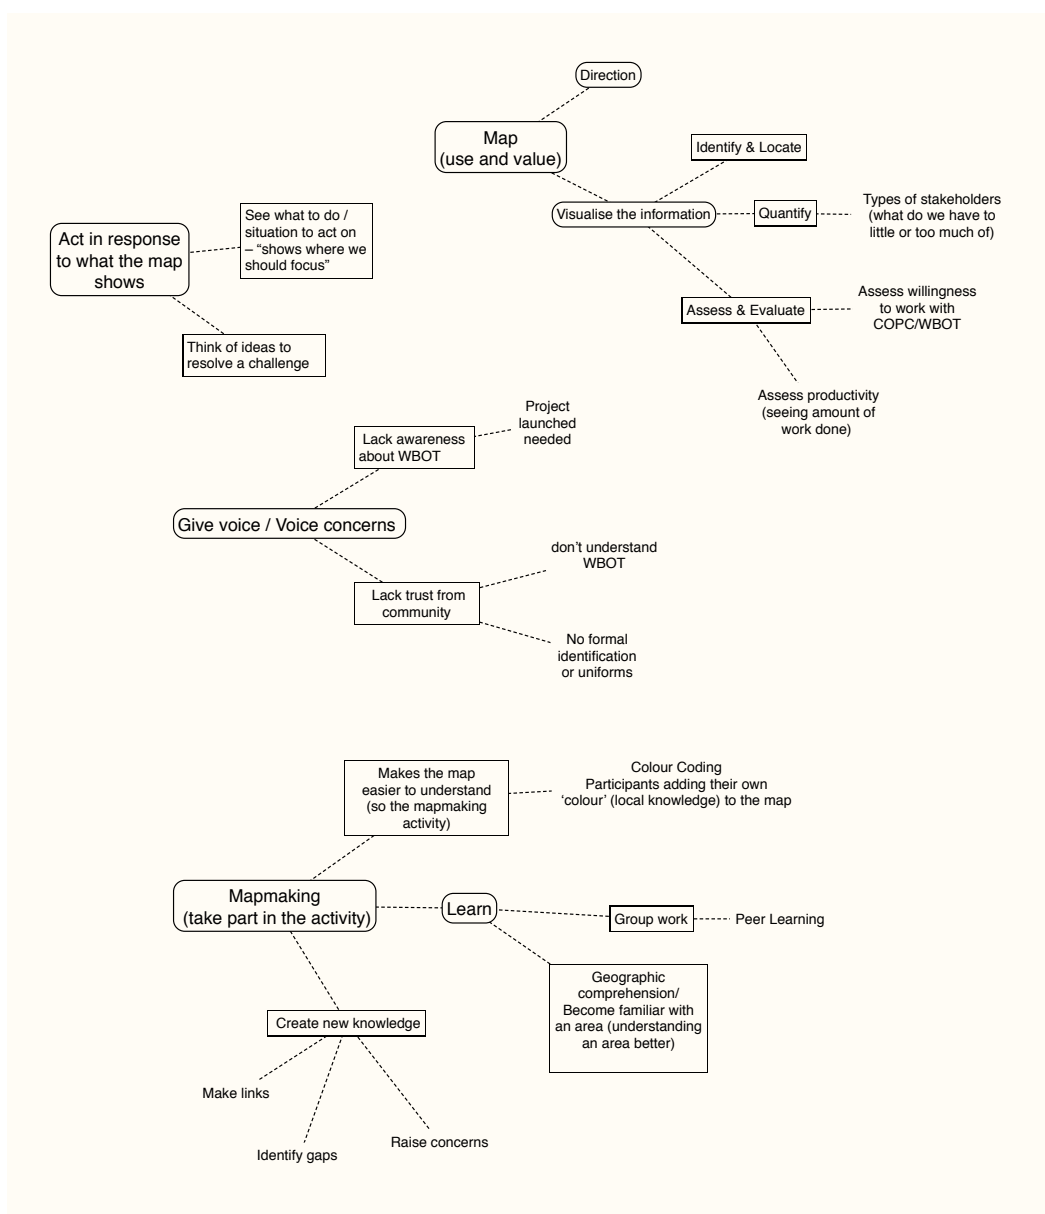 Direction
Map
(use and value)
Identify & Locate
Visualise the information
Quantify
Types of stakeholders
(what do we have to
little or too much of)
Assess & Evaluate
Assess willingness
to work with
COPC/WBOT
Assess productivity
(seeing amount of
work done)
Act in response
to what the map
shows
See what to do /
situation to act on
– “shows where we
should focus”
Think of ideas to
resolve a challenge
Give voice / Voice concerns
Lack awareness
about WBOT
Project
launched
needed
Lack trust from
community
don’t understand
WBOT
No formal
identification
or uniforms
Mapmaking
(take part in the activity)
Makes the map
easier to understand
(so the mapmaking
activity)
Colour Coding
Participants adding their own
‘colour’ (local knowledge) to the map
Learn
Group work
Peer Learning
Geographic
comprehension/
Become familiar with
an area (understanding
an area better)
Create new knowledge
Make links
Identify gaps
Raise concerns